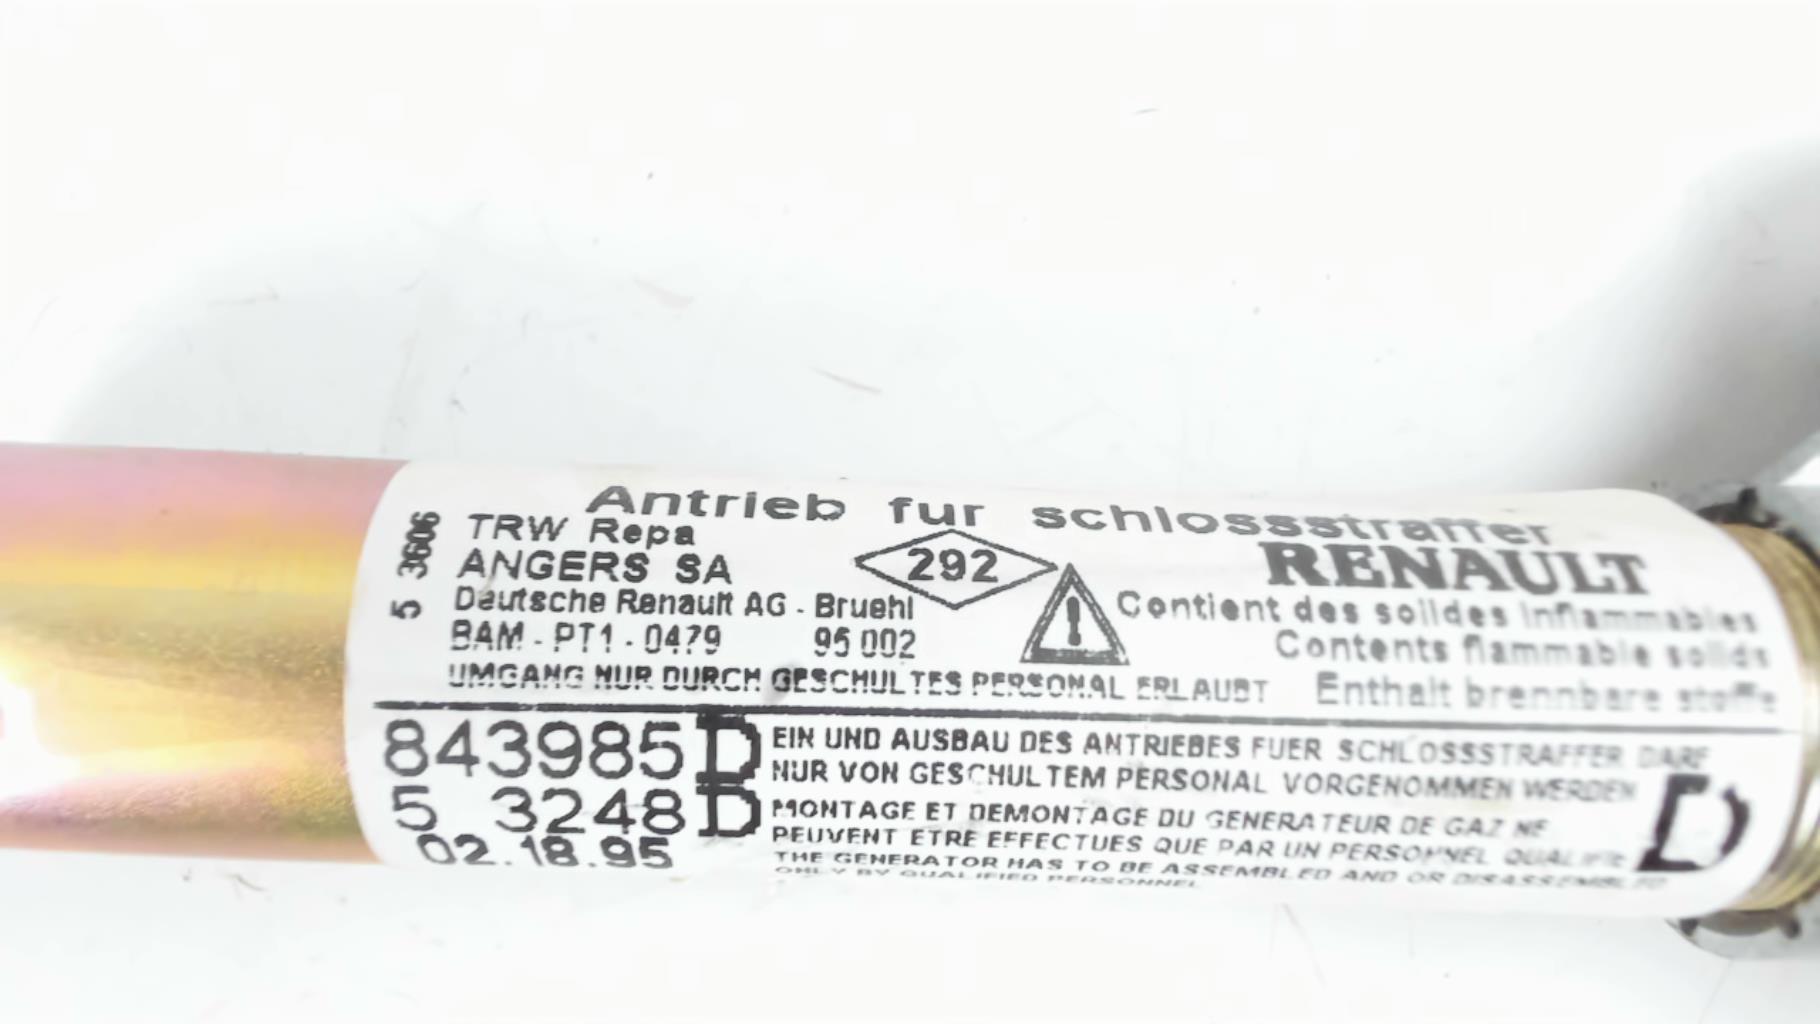 Antrieb fur schlossstraffer
5 3606
TRW Repa
ANGERS SA
292
RENAULT
Deutsche Renault AG - Bruehl
BAM - PT1 - 0479 95 002
Contient des solides inflammables
Contents flammable solids
Enthalt brennbare stoffe
UMGANG NUR DURCH GESCHULTES PERSONAL ERLAUBT
843985 D
5 3248 D
02.18.95
EIN UND AUSBAU DES ANTRIEBES FUER SCHLOSSSTRAFFER DARF
NUR VON GESCHULTEM PERSONAL VORGENOMMEN WERDEN
MONTAGE ET DEMONTAGE DU GENERATEUR DE GAZ NE
PEUVENT ETRE EFFECTUES QUE PAR UN PERSONNEL QUALIFIE
THE GENERATOR HAS TO BE ASSEMBLED AND OR DISASSEMBLED
ONLY BY QUALIFIED PERSONNEL
D